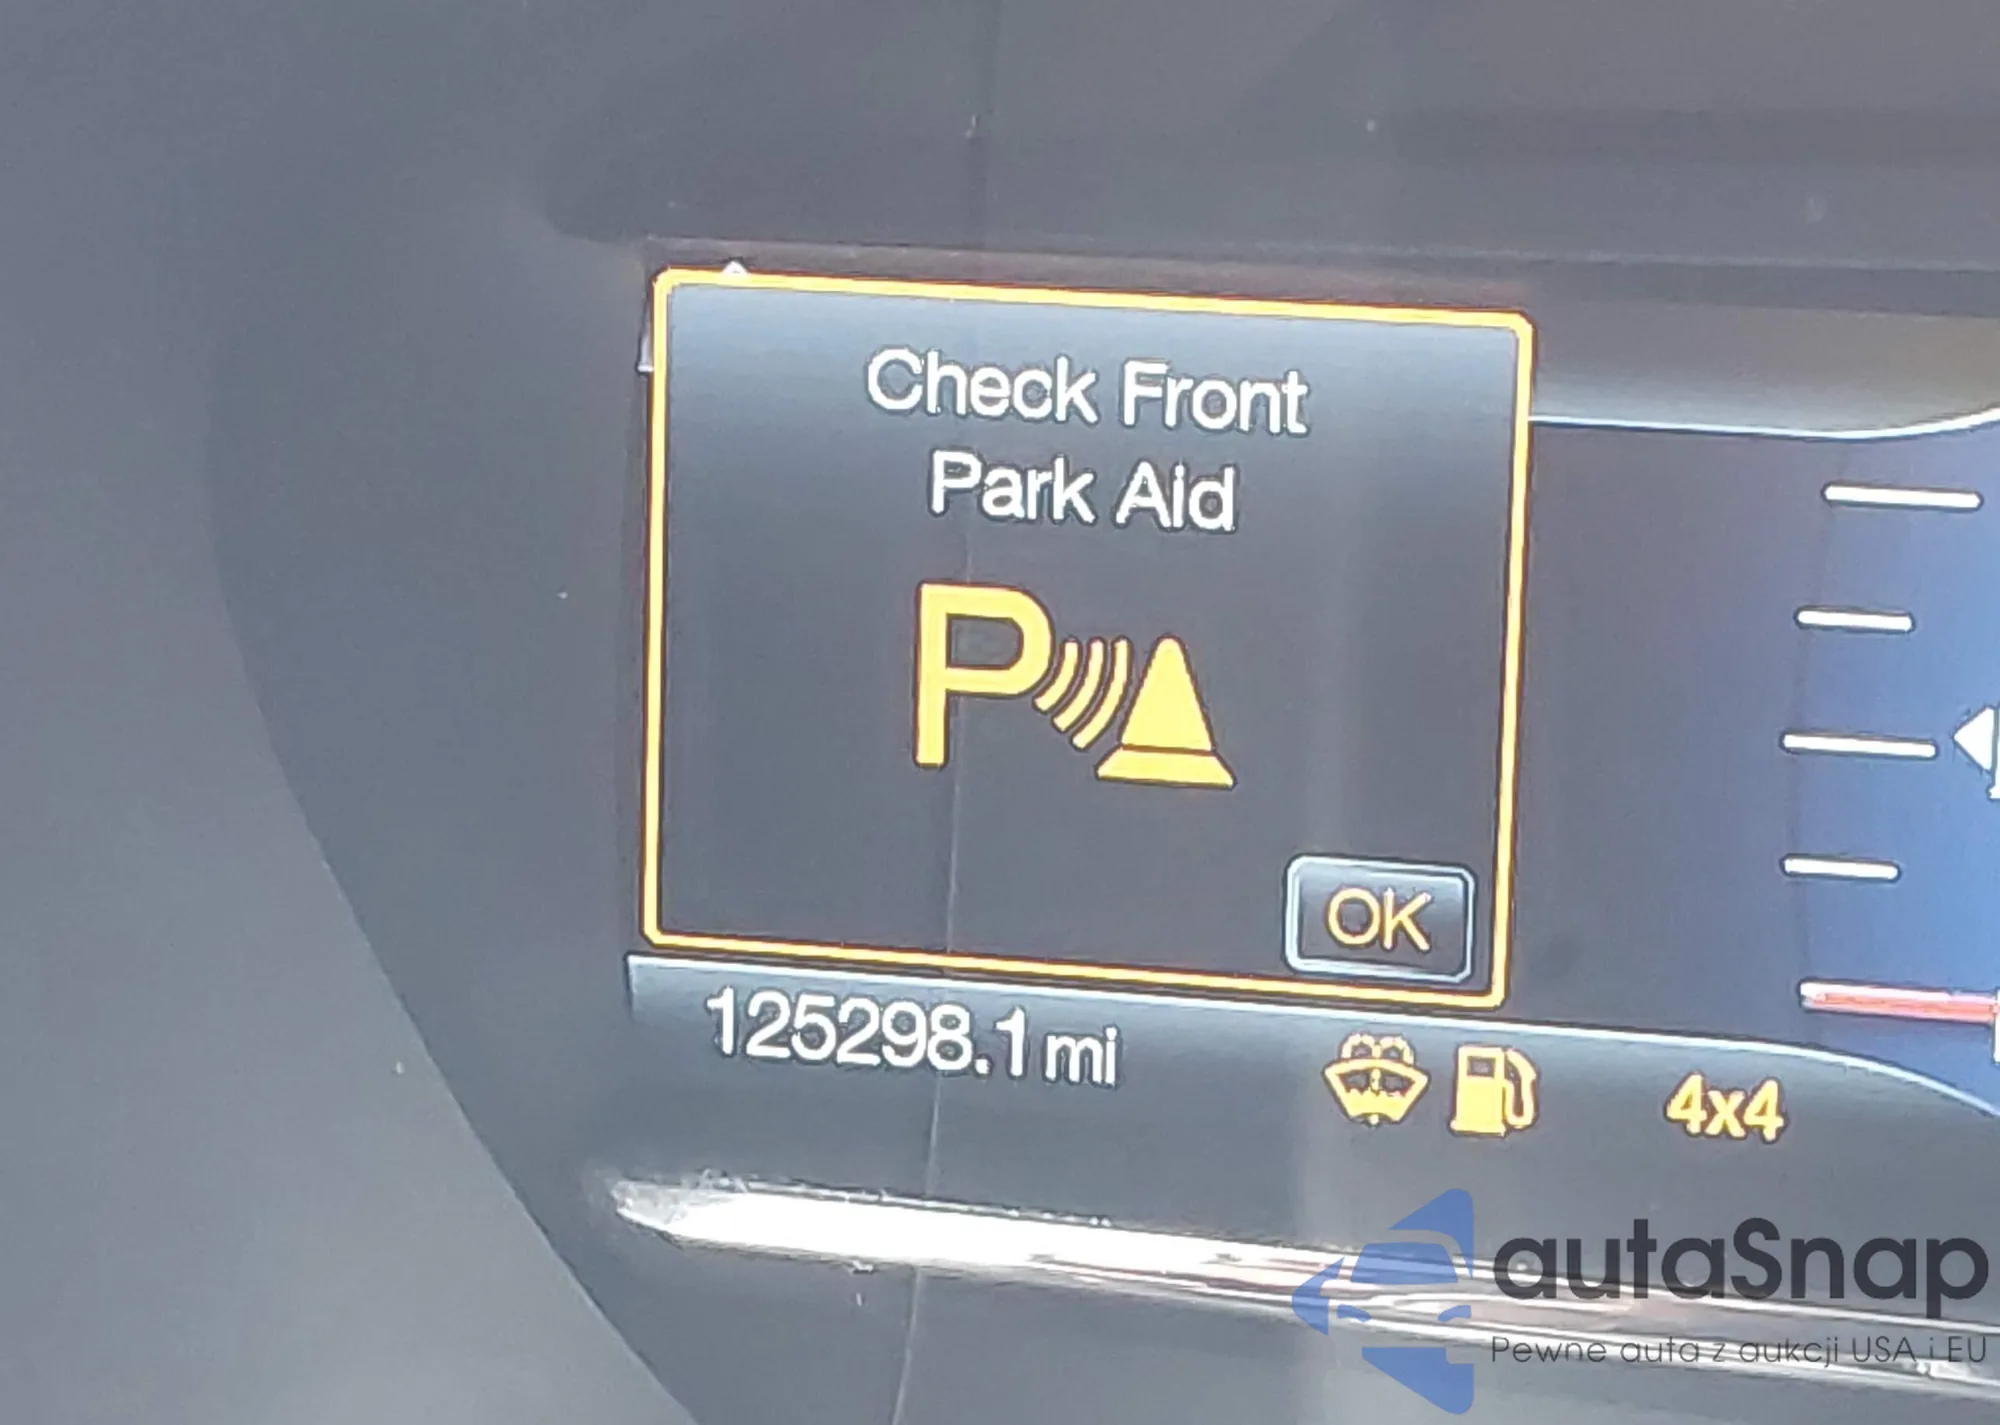 Check Front
Park Aid
P
OK
125298.1 mi
4x4
autaSnap
Pewne auta z aukcji USA i EU